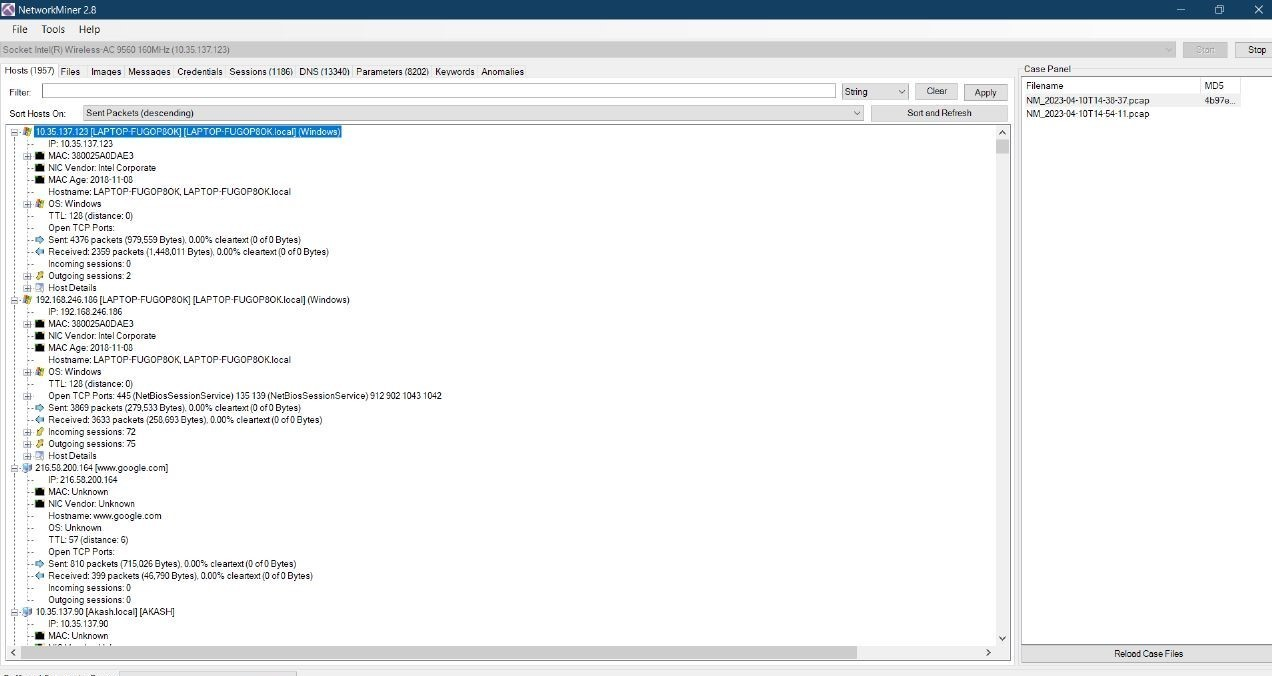 NetworkMiner 2.8
File Tools Help
Socket: Intel(R) Wireless-AC 9560 160MHz (10.35.137.123)
Start Stop
Hosts (1957) Files Images Messages Credentials Sessions (1186) DNS (13340) Parameters (8202) Keywords Anomalies
Case Panel
Filter: String Clear Apply
Filename MD5
Sort Hosts On: Sent Packets (descending) Sort and Refresh
NM_2023-04-10T14-38-37.pcap 4b97e...
NM_2023-04-10T14-54-11.pcap
10.35.137.123 [LAPTOP-FUGOP8OK] [LAPTOP-FUGOP8OK.local] (Windows)
IP: 10.35.137.123
MAC: 380025A0DAE3
NIC Vendor: Intel Corporate
MAC Age: 2018-11-08
Hostname: LAPTOP-FUGOP8OK, LAPTOP-FUGOP8OK.local
OS: Windows
TTL: 128 (distance: 0)
Open TCP Ports:
Sent: 4376 packets (979,559 Bytes), 0.00% cleartext (0 of 0 Bytes)
Received: 2359 packets (1,448,011 Bytes), 0.00% cleartext (0 of 0 Bytes)
Incoming sessions: 0
Outgoing sessions: 2
Host Details
192.168.246.186 [LAPTOP-FUGOP8OK] [LAPTOP-FUGOP8OK.local] (Windows)
IP: 192.168.246.186
MAC: 380025A0DAE3
NIC Vendor: Intel Corporate
MAC Age: 2018-11-08
Hostname: LAPTOP-FUGOP8OK, LAPTOP-FUGOP8OK.local
OS: Windows
TTL: 128 (distance: 0)
Open TCP Ports: 445 (NetBiosSessionService) 135 139 (NetBiosSessionService) 912 902 1043 1042
Sent: 3869 packets (279,533 Bytes), 0.00% cleartext (0 of 0 Bytes)
Received: 3633 packets (258,693 Bytes), 0.00% cleartext (0 of 0 Bytes)
Incoming sessions: 72
Outgoing sessions: 75
Host Details
216.58.200.164 [www.google.com]
IP: 216.58.200.164
MAC: Unknown
NIC Vendor: Unknown
Hostname: www.google.com
OS: Unknown
TTL: 57 (distance: 6)
Open TCP Ports:
Sent: 810 packets (715,026 Bytes), 0.00% cleartext (0 of 0 Bytes)
Received: 399 packets (46,790 Bytes), 0.00% cleartext (0 of 0 Bytes)
Incoming sessions: 0
Outgoing sessions: 0
10.35.137.90 [Akash.local] [AKASH]
IP: 10.35.137.90
MAC: Unknown
Reload Case Files